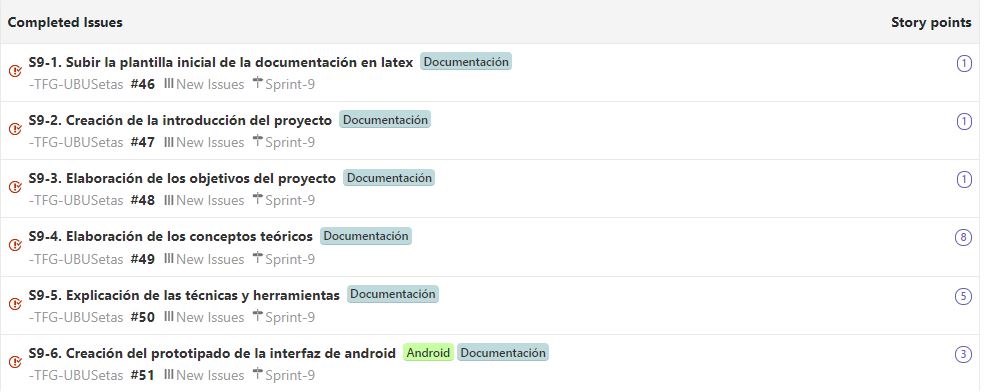 Completed Issues Story points
S9-1. Subir la plantilla inicial de la documentación en latex Documentación 1
-TFG-UBUSetas #46 New Issues Sprint-9
S9-2. Creación de la introducción del proyecto Documentación 1
-TFG-UBUSetas #47 New Issues Sprint-9
S9-3. Elaboración de los objetivos del proyecto Documentación 1
-TFG-UBUSetas #48 New Issues Sprint-9
S9-4. Elaboración de los conceptos teóricos Documentación 8
-TFG-UBUSetas #49 New Issues Sprint-9
S9-5. Explicación de las técnicas y herramientas Documentación 5
-TFG-UBUSetas #50 New Issues Sprint-9
S9-6. Creación del prototipado de la interfaz de android Android Documentación 3
-TFG-UBUSetas #51 New Issues Sprint-9